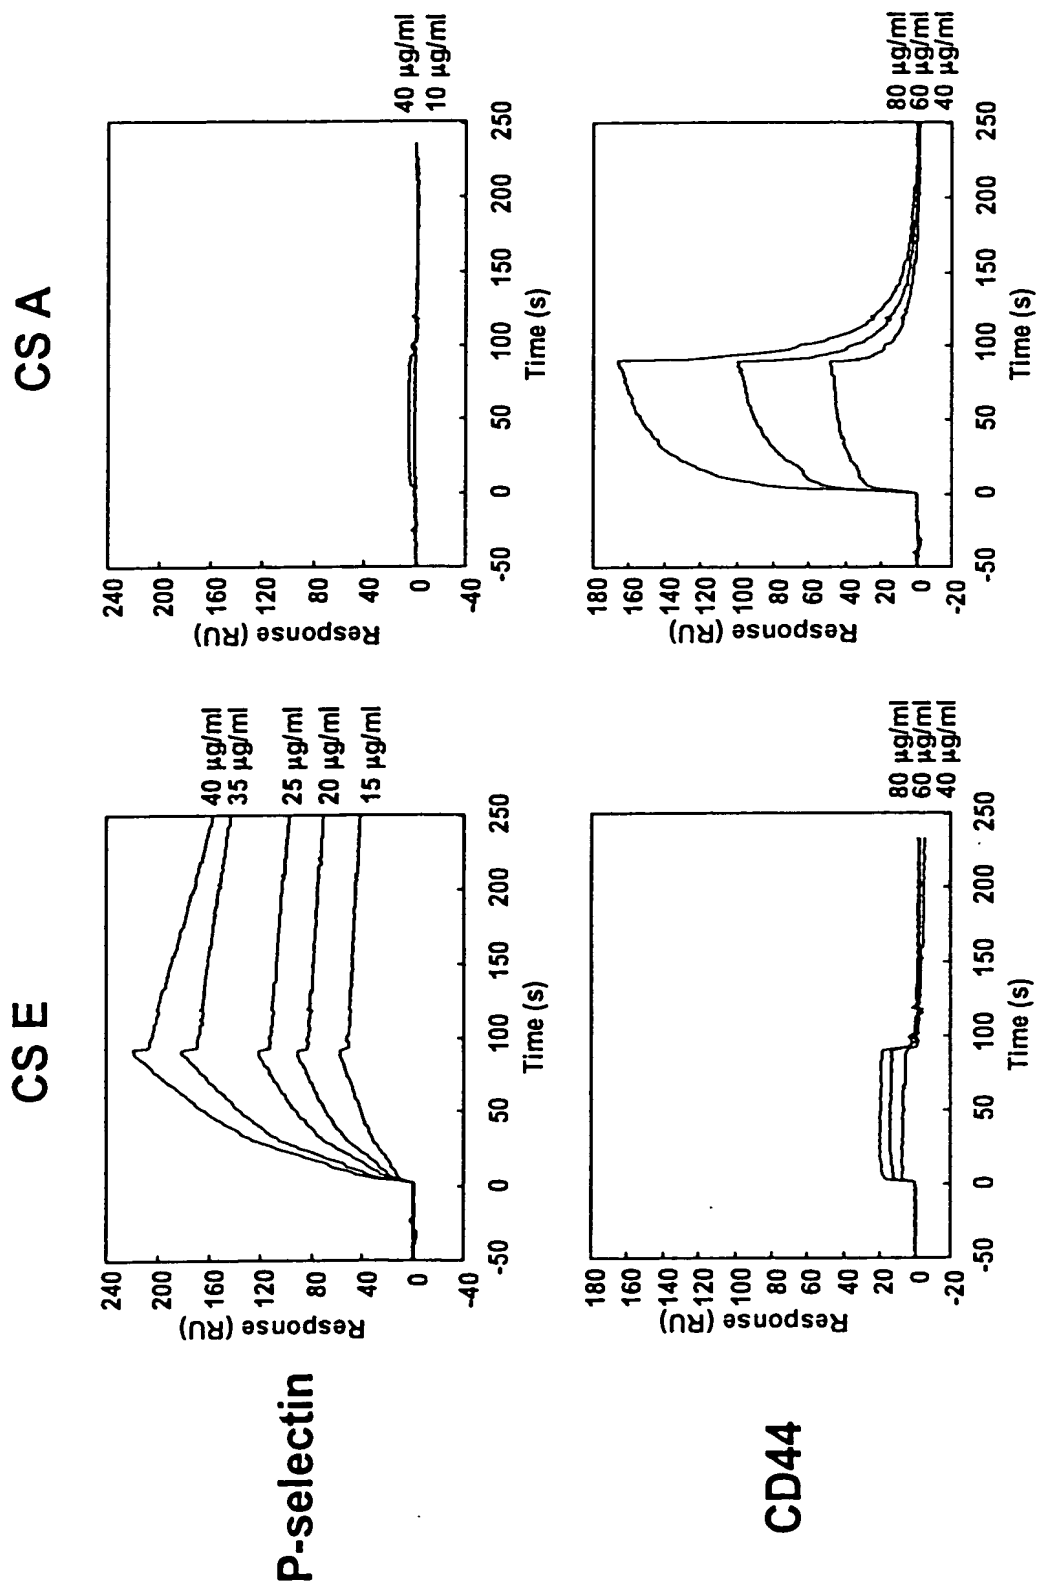 CS E
CS A
P-selectin
Response (RU)
240
200
160
120
80
40
0
-40
-50
0
50
100
150
200
250
Time (s)
40 µg/ml
35 µg/ml
25 µg/ml
20 µg/ml
15 µg/ml
Response (RU)
240
200
160
120
80
40
0
-40
-50
0
50
100
150
200
250
Time (s)
40 µg/ml
10 µg/ml
CD44
Response (RU)
180
160
140
120
100
80
60
40
20
0
-20
-50
0
50
100
150
200
250
Time (s)
80 µg/ml
60 µg/ml
40 µg/ml
Response (RU)
180
160
140
120
100
80
60
40
20
0
-20
-50
0
50
100
150
200
250
Time (s)
80 µg/ml
60 µg/ml
40 µg/ml